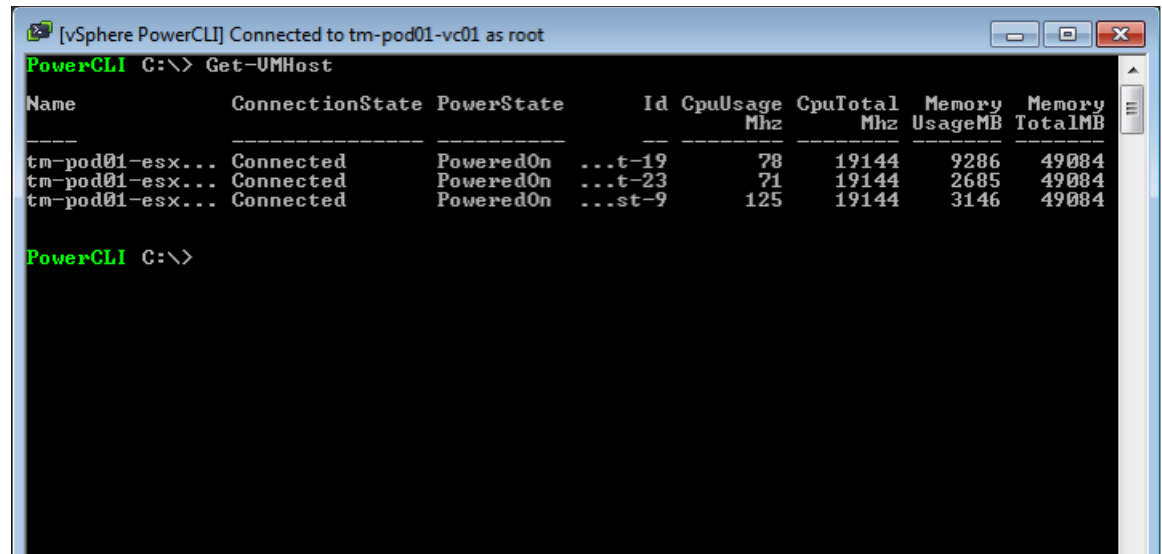 [vSphere PowerCLI] Connected to tm-pod01-vc01 as root
PowerCLI C:\> Get-VMHost
Name ConnectionState PowerState Id CpuUsage CpuTotal Memory Memory
Mhz Mhz UsageMB TotalMB
---- --------------- ---------- -- -------- -------- ------- -------
tm-pod01-esx... Connected PoweredOn ...t-19 78 19144 9286 49084
tm-pod01-esx... Connected PoweredOn ...t-23 71 19144 2685 49084
tm-pod01-esx... Connected PoweredOn ...st-9 125 19144 3146 49084
PowerCLI C:\>